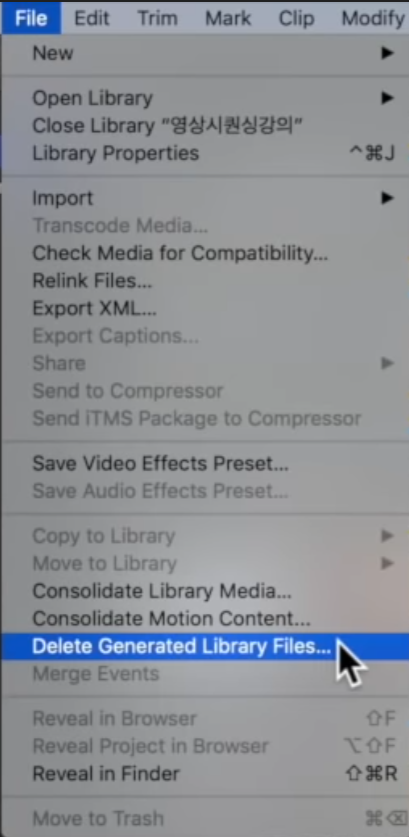 File Edit Trim Mark Clip Modify
New ▶
Open Library ▶
Close Library “영상시퀀싱강의”
Library Properties ^⌘J
Import ▶
Transcode Media...
Check Media for Compatibility...
Relink Files...
Export XML...
Export Captions...
Share ▶
Send to Compressor
Send iTMS Package to Compressor
Save Video Effects Preset...
Save Audio Effects Preset...
Copy to Library ▶
Move to Library ▶
Consolidate Library Media...
Consolidate Motion Content...
Delete Generated Library Files...
Merge Events
Reveal in Browser ⇧F
Reveal Project in Browser ⌥⇧F
Reveal in Finder ⇧⌘R
Move to Trash ⌘⌫